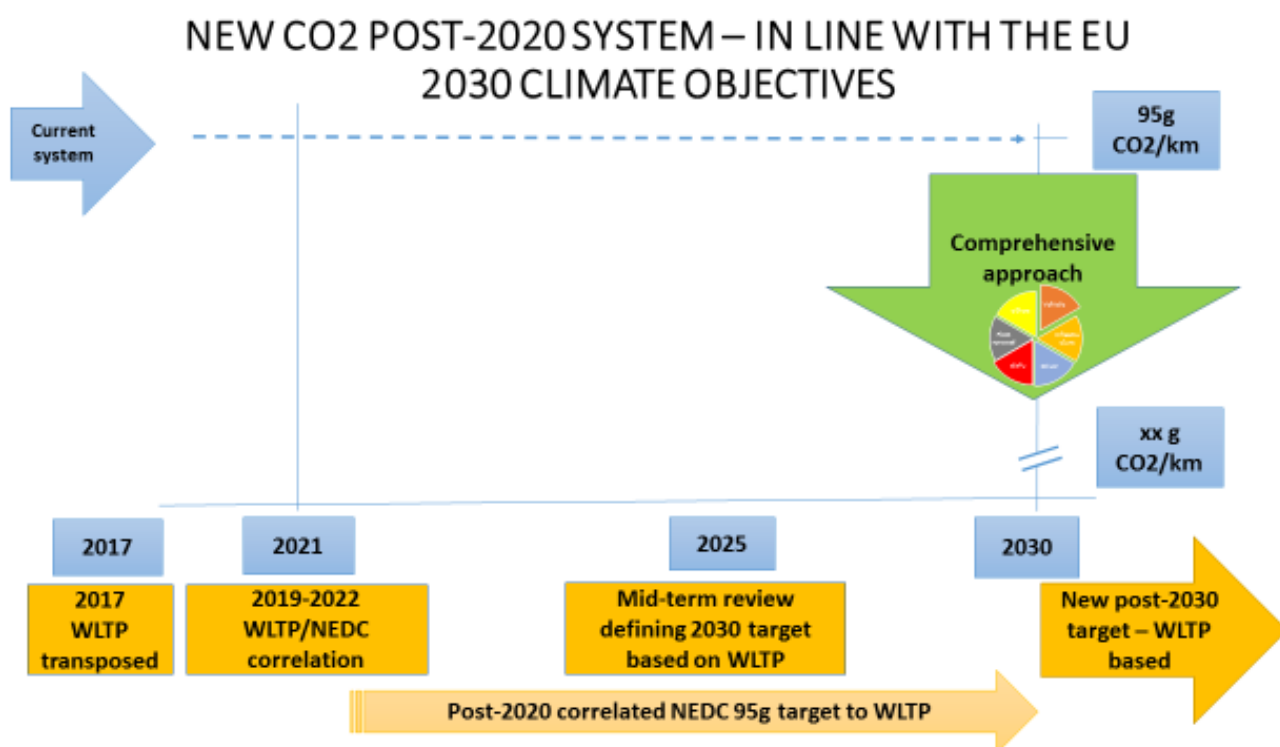 NEW CO2 POST-2020 SYSTEM – IN LINE WITH THE EU
2030 CLIMATE OBJECTIVES
Current
system
95g
CO2/km
Comprehensive
approach
xx g
CO2/km
2017
2021
2025
2030
2017
WLTP
transposed
2019-2022
WLTP/NEDC
correlation
Mid-term review
defining 2030 target
based on WLTP
New post-2030
target – WLTP
based
Post-2020 correlated NEDC 95g target to WLTP